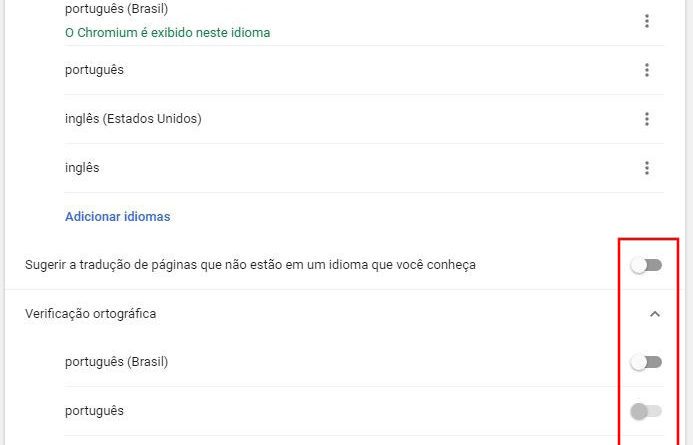 português (Brasil)
O Chromium é exibido neste idioma
português
inglês (Estados Unidos)
inglês
Adicionar idiomas
Sugerir a tradução de páginas que não estão em um idioma que você conheça
Verificação ortográfica
português (Brasil)
português